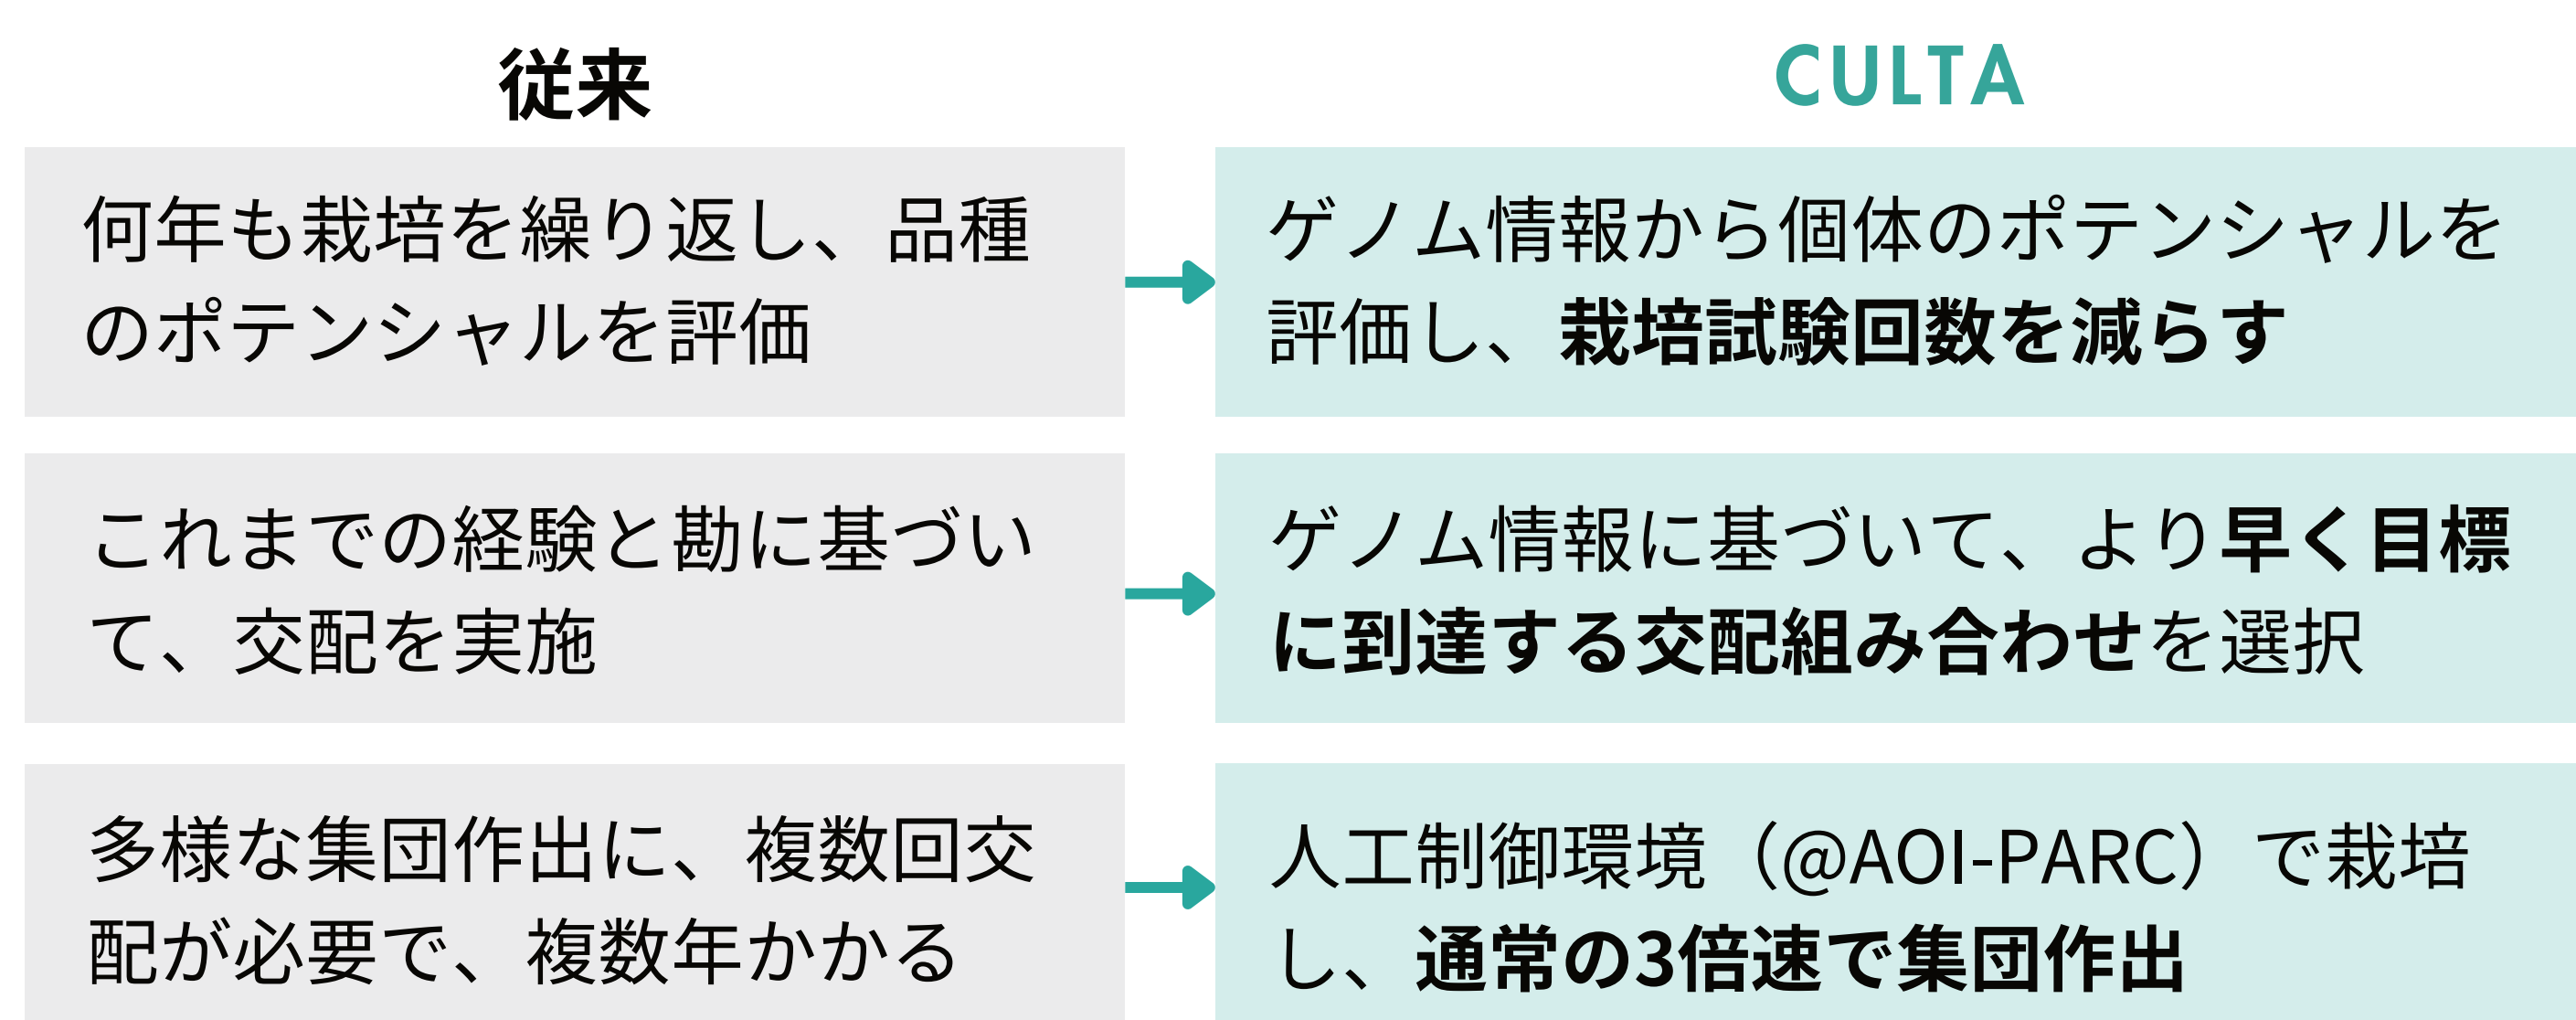 従来
CULTA
何年も栽培を繰り返し、品種
のポテンシャルを評価
ゲノム情報から個体のポテンシャルを
評価し、栽培試験回数を減らす
これまでの経験と勘に基づい
て、交配を実施
ゲノム情報に基づいて、より早く目標
に到達する交配組み合わせを選択
多様な集団作出に、複数回交
配が必要で、複数年かかる
人工制御環境（@AOI-PARC）で栽培
し、通常の3倍速で集団作出